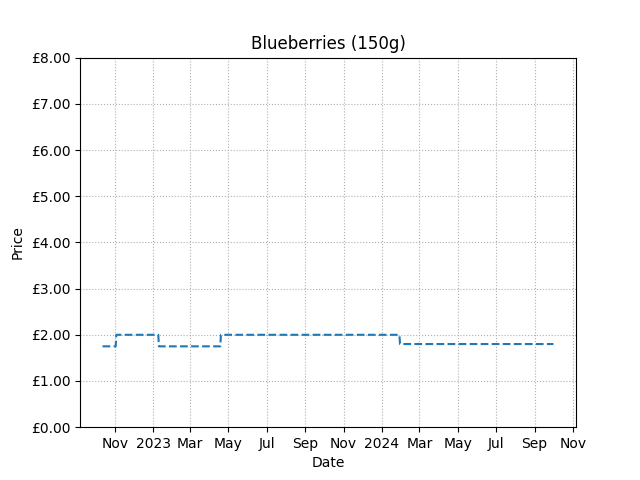 Blueberries (150g)
£8.00
£7.00
£6.00
£5.00
£4.00
£3.00
£2.00
£1.00
£0.00
Price
Nov 2023 Mar May Jul Sep Nov 2024 Mar May Jul Sep Nov
Date